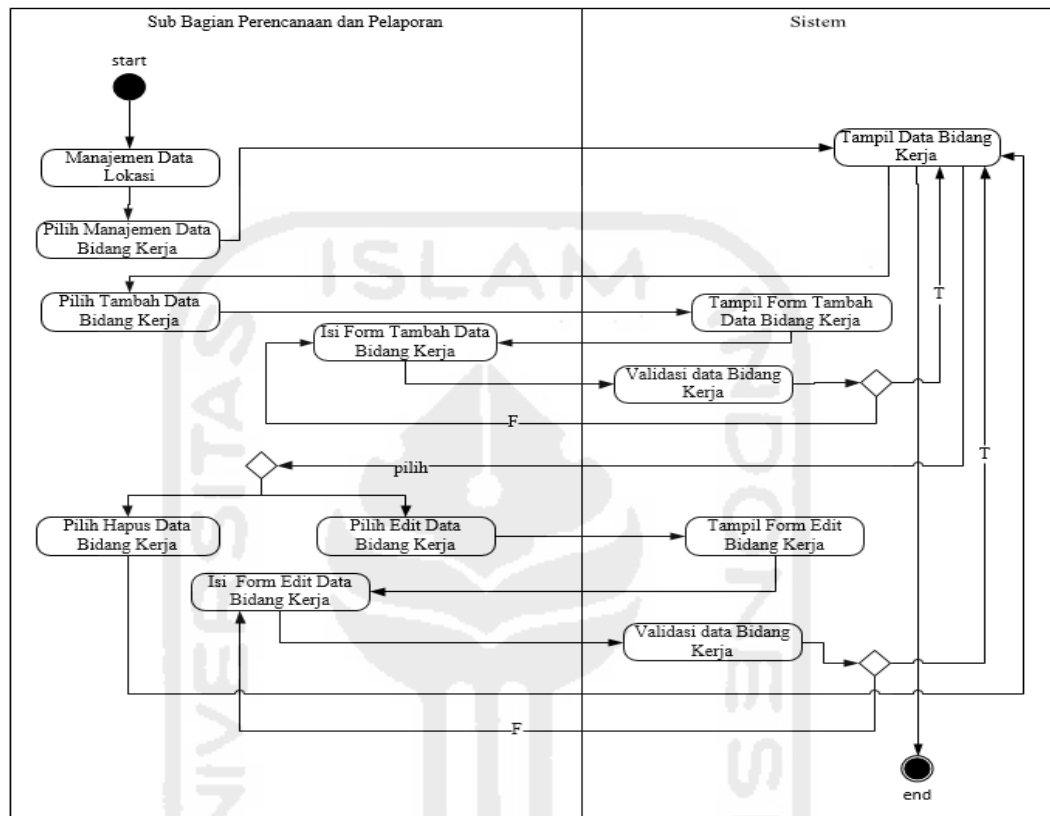 Sub Bagian Perencanaan dan Pelaporan
Sistem
start
Manajemen Data
Lokasi
Tampil Data Bidang
Kerja
Pilih Manajemen Data
Bidang Kerja
Pilih Tambah Data
Bidang Kerja
Tampil Form Tambah
Data Bidang Kerja
T
Isi Form Tambah Data
Bidang Kerja
Validasi data Bidang
Kerja
F
pilih
T
Pilih Hapus Data
Bidang Kerja
Pilih Edit Data
Bidang Kerja
Tampil Form Edit
Bidang Kerja
Isi Form Edit Data
Bidang Kerja
Validasi data Bidang
Kerja
F
end
ISLAM
UNIVERSITAS
INDONES